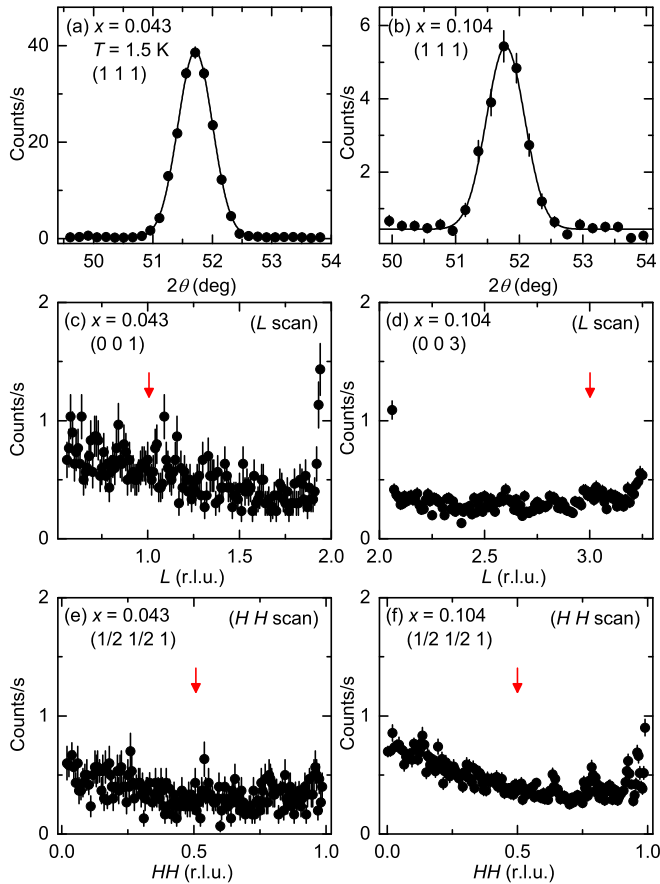 (a) x = 0.043
T = 1.5 K
(1 1 1)
Counts/s
40
20
0
50 51 52 53 54
2θ (deg)
(b) x = 0.104
(1 1 1)
Counts/s
6
4
2
0
50 51 52 53 54
2θ (deg)
(c) x = 0.043
(0 0 1)
(L scan)
Counts/s
2
1
0
1.0 1.5 2.0
L (r.l.u.)
(d) x = 0.104
(0 0 3)
(L scan)
Counts/s
2
1
0
2.0 2.5 3.0
L (r.l.u.)
(e) x = 0.043
(1/2 1/2 1)
(H H scan)
Counts/s
2
1
0
0.0 0.5 1.0
HH (r.l.u.)
(f) x = 0.104
(1/2 1/2 1)
(H H scan)
Counts/s
2
1
0
0.0 0.5 1.0
HH (r.l.u.)